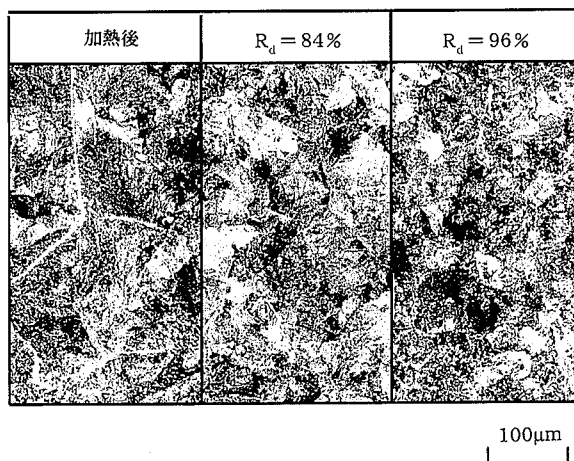 加熱後
R_d = 84%
R_d = 96%
100μm